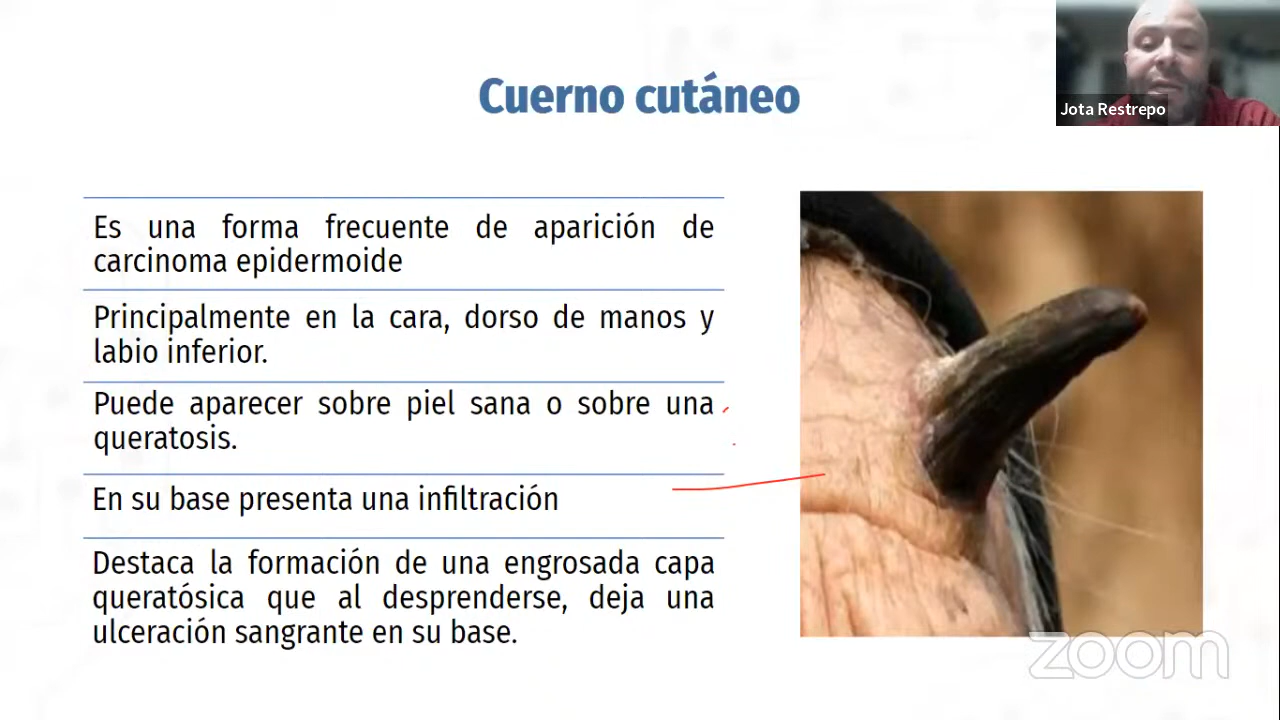 Cuerno cutáneo
Jota Restrepo
Es una forma frecuente de aparición de
carcinoma epidermoide
Principalmente en la cara, dorso de manos y
labio inferior.
Puede aparecer sobre piel sana o sobre una
queratosis.
En su base presenta una infiltración
Destaca la formación de una engrosada capa
queratósica que al desprenderse, deja una
ulceración sangrante en su base.
zoom